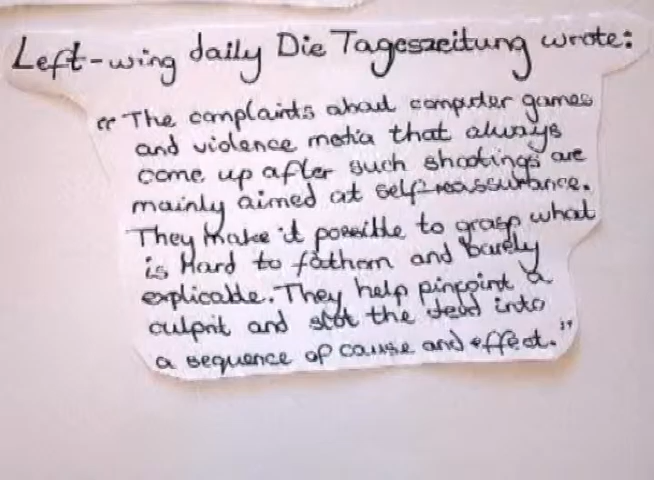 Left-wing daily Die Tageszeitung wrote:
"The complaints about computer games
and violence media that always
come up after such shootings are
mainly aimed at self-reassurance.
They make it possible to grasp what
is Hard to fathom and barely
explicable. They help pinpoint a
culprit and slot the deed into
a sequence of cause and effect."